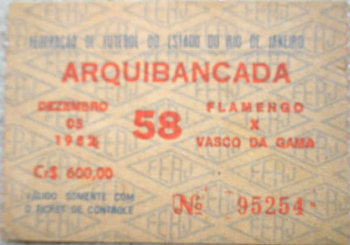 FEDERAÇÃO DE FUTEBOL DO ESTADO DO RIO DE JANEIRO
ARQUIBANCADA
DEZEMBRO
05
1982
58
FLAMENGO
X
VASCO DA GAMA
Cr$ 600,00
VÁLIDO SOMENTE COM
O TICKET DE CONTRÔLE
Nº 95254